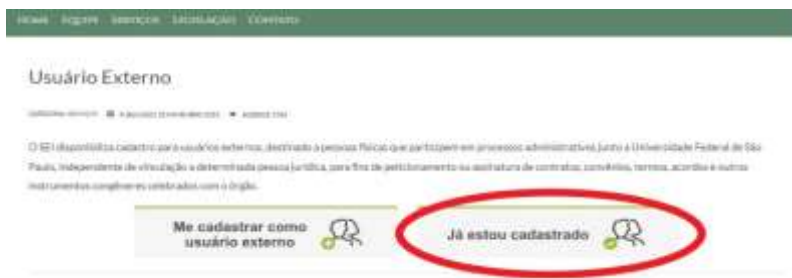 HOME EQUIPE SERVIÇOS LEGISLAÇÃO CONTATO
Usuário Externo
O SEI disponibiliza cadastro para usuários externos, destinado a pessoas físicas que participem em processos administrativos junto a Universidade Federal de São
Paulo, independente de vinculação a determinada pessoa jurídica, para fins de peticionamento ou assinatura de contratos, convênios, termos, acordos e outros
instrumentos congêneres celebrados com o órgão.
Me cadastrar como
usuário externo
Já estou cadastrado